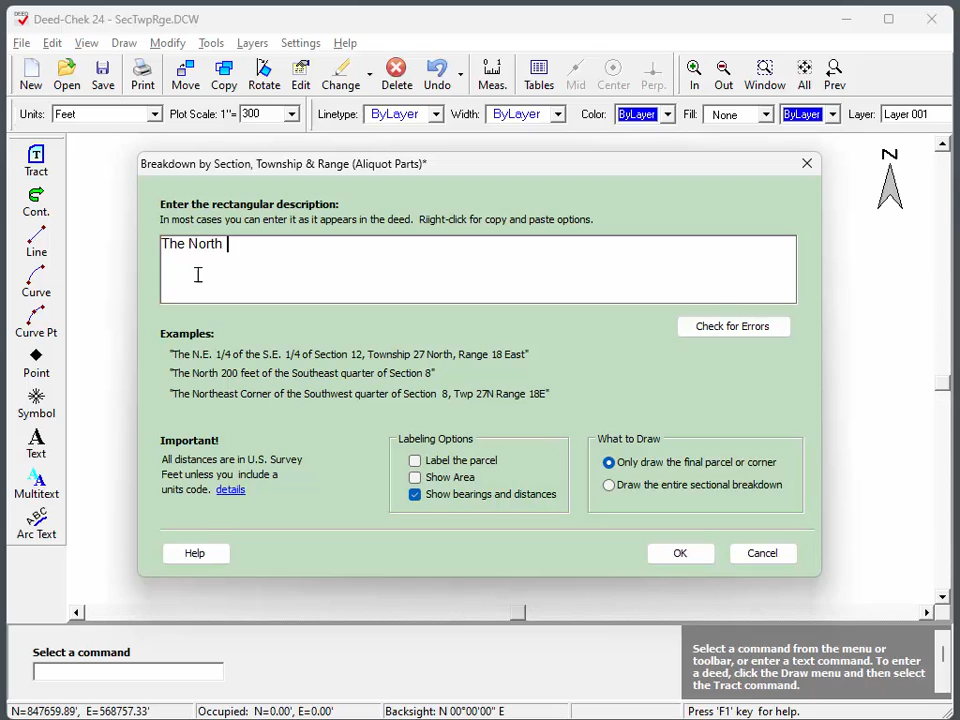 Deed-Chek 24 - SecTwpRge.DCW
File Edit View Draw Modify Tools Layers Settings Help
New Open Save Print Move Copy Rotate Edit Change Delete Undo Meas. Tables Mid Center Perp. In Out Window All Prev
Units: Feet Plot Scale: 1"= 300 Linetype: ByLayer Width: ByLayer Color: ByLayer Fill: None ByLayer Layer: Layer 001
Tract
Cont.
Line
Curve
Curve Pt
Point
Symbol
Text
Multitext
Arc Text
N
Breakdown by Section, Township & Range (Aliquot Parts)*
Enter the rectangular description:
In most cases you can enter it as it appears in the deed. Riight-click for copy and paste options.
The North
Check for Errors
Examples:
"The N.E. 1/4 of the S.E. 1/4 of Section 12, Township 27 North, Range 18 East"
"The North 200 feet of the Southeast quarter of Section 8"
"The Northeast Corner of the Southwest quarter of Section 8, Twp 27N Range 18E"
Important!
All distances are in U.S. Survey
Feet unless you include a
units code. details
Labeling Options
Label the parcel
Show Area
Show bearings and distances
What to Draw
Only draw the final parcel or corner
Draw the entire sectional breakdown
Help OK Cancel
Select a command
Select a command from the menu or
toolbar, or enter a text command. To enter
a deed, click the Draw menu and then select
the Tract command.
N=847659.89', E=568757.33' Occupied: N=0.00', E=0.00' Backsight: N 00°00'00" E Press 'F1' key for help.